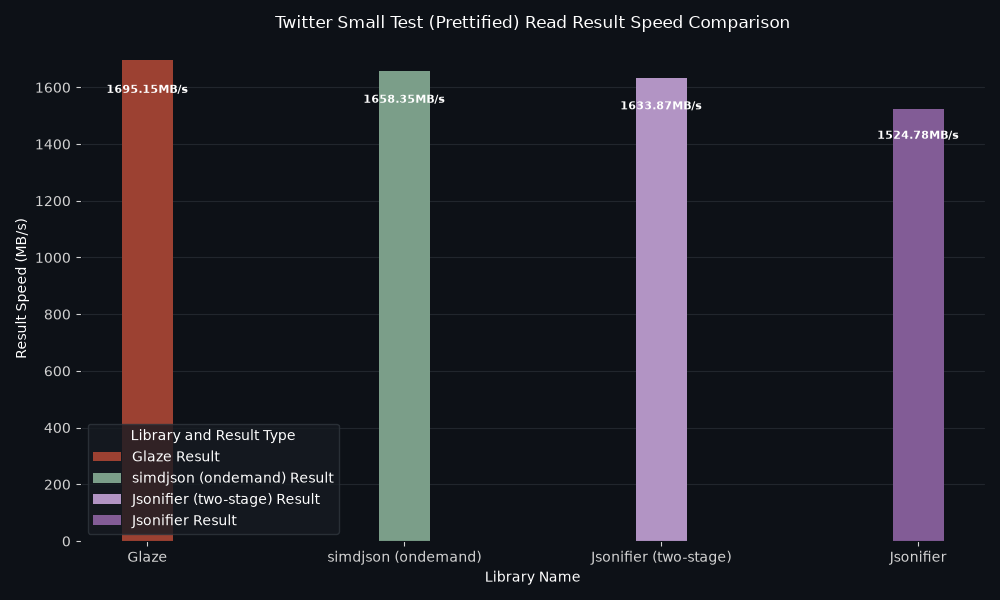 Twitter Small Test (Prettified) Read Result Speed Comparison
Result Speed (MB/s)
1600
1400
1200
1000
800
600
400
200
0
1695.15MB/s
1658.35MB/s
1633.87MB/s
1524.78MB/s
Library and Result Type
Glaze Result
simdjson (ondemand) Result
Jsonifier (two-stage) Result
Jsonifier Result
Glaze
simdjson (ondemand)
Jsonifier (two-stage)
Jsonifier
Library Name